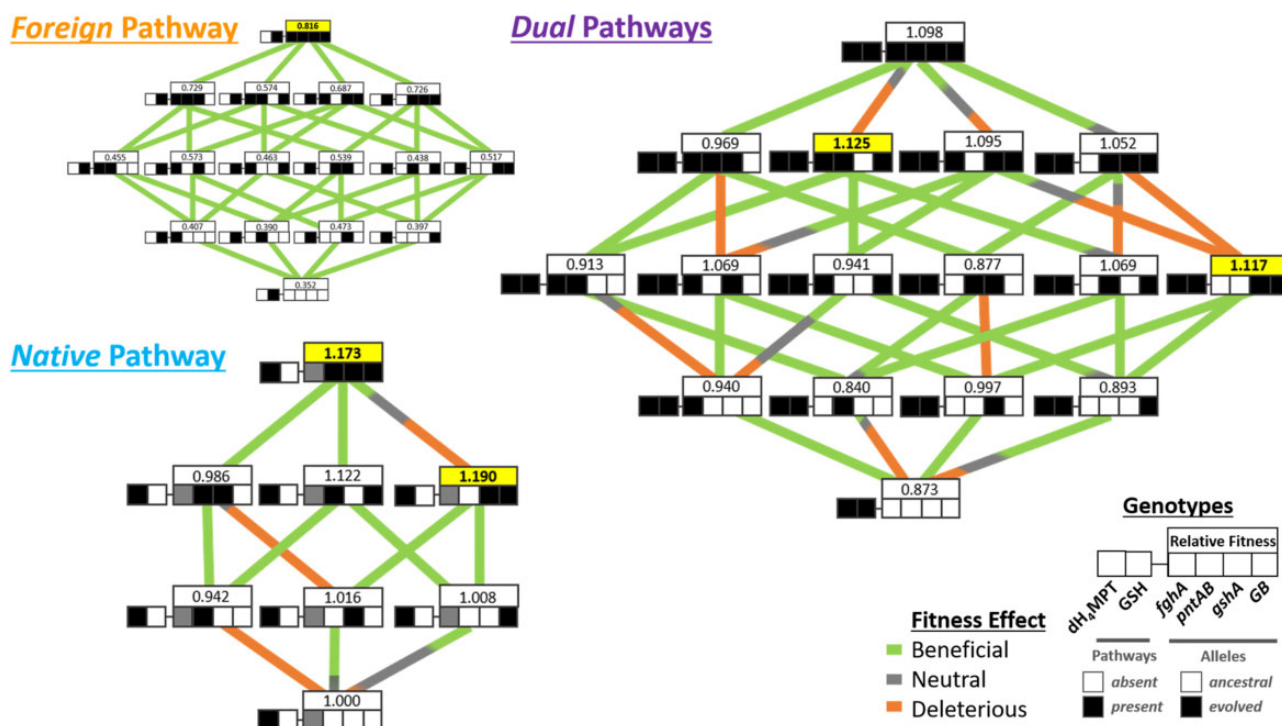 Foreign Pathway
0.816
0.729 0.574 0.687 0.726
0.455 0.573 0.463 0.539 0.438 0.517
0.407 0.390 0.473 0.397
0.352
Native Pathway
1.173
0.986 1.122 1.190
0.942 1.016 1.008
1.000
Dual Pathways
1.098
0.969 1.125 1.095 1.052
0.913 1.069 0.941 0.877 1.069 1.117
0.940 0.840 0.997 0.893
0.873
Fitness Effect
Beneficial
Neutral
Deleterious
Genotypes
Relative Fitness
dH₄MPT GSH fghA pntAB gshA GB
Pathways Alleles
absent ancestral
present evolved